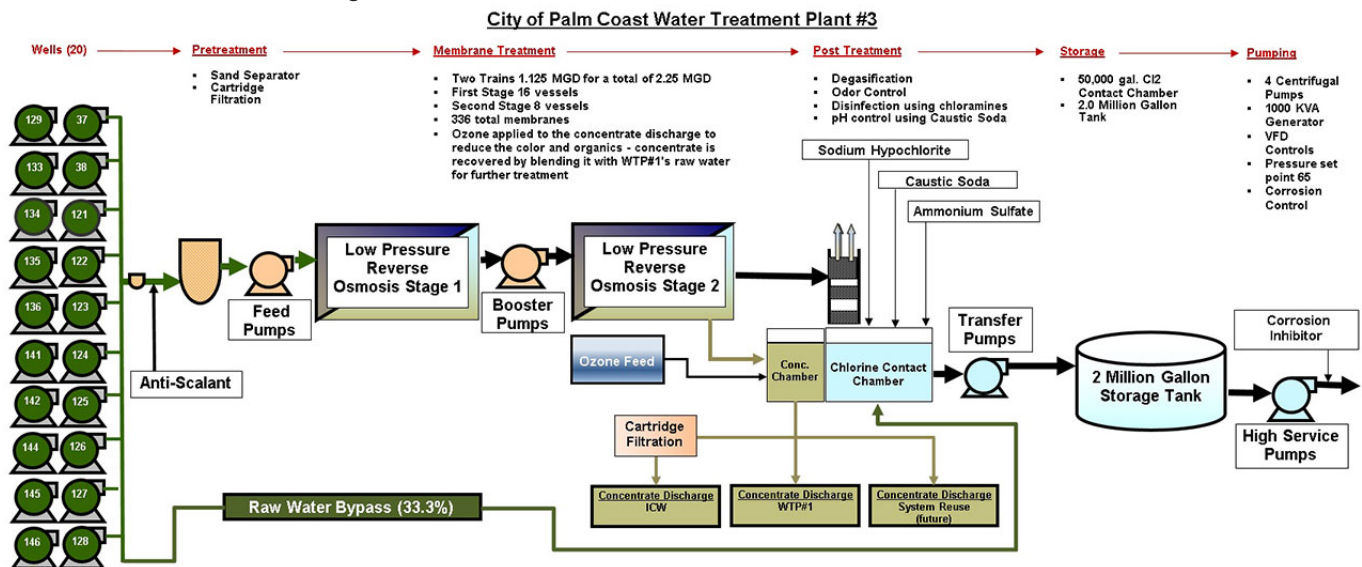 City of Palm Coast Water Treatment Plant #3
Wells (20)
Pretreatment
Membrane Treatment
Post Treatment
Storage
Pumping
▪ Sand Separator
▪ Cartridge
Filtration
▪ Two Trains 1.125 MGD for a total of 2.25 MGD
▪ First Stage 16 vessels
▪ Second Stage 8 vessels
▪ 336 total membranes
▪ Ozone applied to the concentrate discharge to
reduce the color and organics - concentrate is
recovered by blending it with WTP#1's raw water
for further treatment
▪ Degasification
▪ Odor Control
▪ Disinfection using chloramines
▪ pH control using Caustic Soda
▪ 50,000 gal. Cl2
Contact Chamber
▪ 2.0 Million Gallon
Tank
▪ 4 Centrifugal
Pumps
▪ 1000 KVA
Generator
▪ VFD
Controls
▪ Pressure set
point 65
▪ Corrosion
Control
129 37
133 38
134 121
135 122
136 123
141 124
142 125
144 126
145 127
146 128
Anti-Scalant
Feed
Pumps
Low Pressure
Reverse
Osmosis Stage 1
Booster
Pumps
Low Pressure
Reverse
Osmosis Stage 2
Sodium Hypochlorite
Caustic Soda
Ammonium Sulfate
Ozone Feed
Conc.
Chamber
Chlorine Contact
Chamber
Transfer
Pumps
2 Million Gallon
Storage Tank
Corrosion
Inhibitor
High Service
Pumps
Cartridge
Filtration
Concentrate Discharge
ICW
Concentrate Discharge
WTP#1
Concentrate Discharge
System Reuse
(future)
Raw Water Bypass (33.3%)